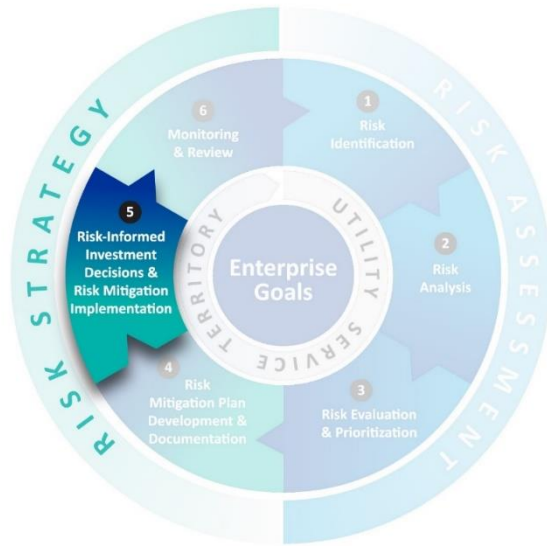 RISK STRATEGY
RISK ASSESSMENT
6
Monitoring
& Review
1
Risk
Identification
5
Risk-Informed
Investment
Decisions &
Risk Mitigation
Implementation
UTILITY SERVICE TERRITORY
Enterprise
Goals
2
Risk
Analysis
4
Risk
Mitigation Plan
Development &
Documentation
3
Risk Evaluation
& Prioritization